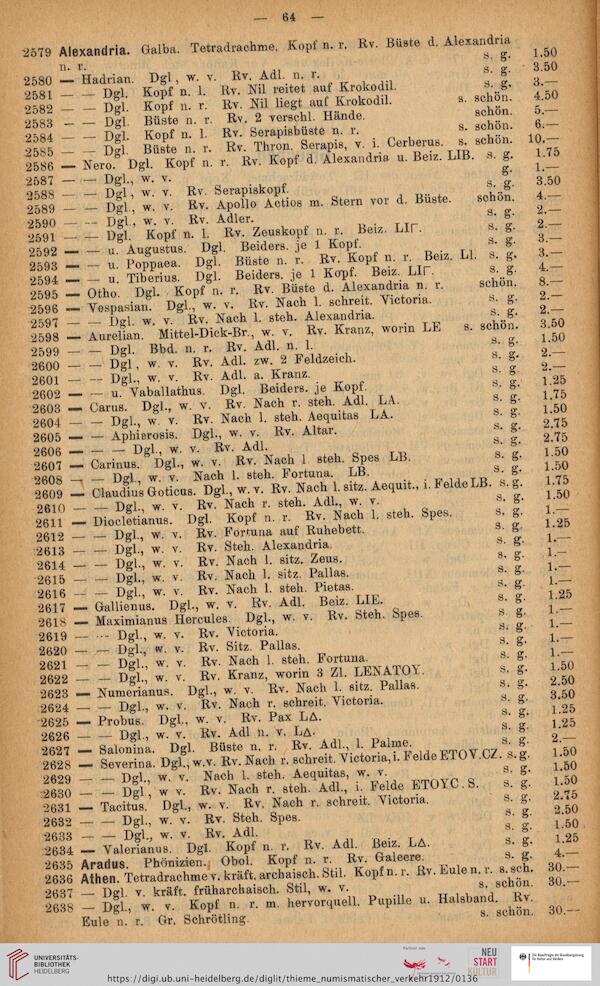 — 64 —
2579 Alexandria. Galba. Tetradrachme. Kopf n. r. Rv. Büste d. Alexandria
n. r. s. g. 1.50
2580 — Hadrian. Dgl., w. v. Rv. Adl. n. r. s. g. 3.50
2581 — — Dgl. Kopf n. l. Rv. Nil reitet auf Krokodil. s. g. 3.—
2582 — — Dgl. Kopf n. r. Rv. Nil liegt auf Krokodil. s. schön. 4.50
2583 — — Dgl. Büste n. r. Rv. 2 verschl. Hände. schön. 5.—
2584 — — Dgl. Kopf n. l. Rv. Serapisbüste n. r. s. schön. 6.—
2585 — — Dgl. Büste n. r. Rv. Thron. Serapis, v. i. Cerberus. s. schön. 10.—
2586 — Nero. Dgl. Kopf n. r. Rv. Kopf d. Alexandria u. Beiz. LIB. s. g. 1.75
2587 — — Dgl., w. v. g. 1.—
2588 — — Dgl., w. v. Rv. Serapiskopf. s. g. 3.50
2589 — — Dgl., w. v. Rv. Apollo Actios m. Stern vor d. Büste. schön. 4.—
2590 — — Dgl., w. v. Rv. Adler. s. g. 2.—
2591 — — Dgl. Kopf n. l. Rv. Zeuskopf n. r. Beiz. LIΓ. s. g. 2.—
2592 — — u. Augustus. Dgl. Beiders. je 1 Kopf. s. g. 3.—
2593 — — u. Poppaea. Dgl. Büste n. r. Rv. Kopf n. r. Beiz. LI. s. g. 3.—
2594 — — u. Tiberius. Dgl. Beiders. je 1 Kopf. Beiz. LIΓ. s. g. 4.—
2595 — Otho. Dgl. Kopf n. r. Rv. Büste d. Alexandria n. r. schön. 8.—
2596 — Vespasian. Dgl., w. v. Rv. Nach l. schreit. Victoria. s. g. 2.—
2597 — — Dgl. w. v. Rv. Nach l. steh. Alexandria. s. g. 2.—
2598 — Aurelian. Mittel-Dick-Br., w. v. Rv. Kranz, worin LE s. schön. 3.50
2599 — — Dgl. Bbd. n. r. Rv. Adl. n. l. s. g. 1.50
2600 — — Dgl., w. v. Rv. Adl. zw. 2 Feldzeich. s. g. 2.—
2601 — — Dgl., w. v. Rv. Adl. a. Kranz. s. g. 2.—
2602 — — u. Vaballathus. Dgl. Beiders. je Kopf. s. g. 1.25
2603 — Carus. Dgl., w. v. Rv. Nach r. steh. Adl. LA. s. g. 1.75
2604 — — Dgl., w. v. Rv. Nach l. steh. Aequitas LA. s. g. 1.50
2605 — — Aphierosis. Dgl., w. v. Rv. Altar. s. g. 2.75
2606 — — — Dgl., w. v. Rv. Adl. s. g. 2.75
2607 — Carinus. Dgl., w. v. Rv. Nach l steh. Spes LB. s. g. 1.50
2608 — — Dgl., w. v. Nach l. steh. Fortuna. LB. s. g. 1.50
2609 — Claudius Goticus. Dgl., w. v. Rv. Nach l. sitz. Aequit., i. Felde LB. s. g. 1.75
2610 — — Dgl., w. v. Rv. Nach r. steh. Adl., w. v. s. g. 1.50
2611 — Diocletianus. Dgl. Kopf n. r. Rv. Nach l. steh. Spes. s. g. 1.—
2612 — — Dgl., w. v. Rv. Fortuna auf Ruhebett. s. g. 1.25
2613 — — Dgl., w. v. Rv. Steh. Alexandria. s. g. 1.—
2614 — — Dgl., w. v. Rv. Nach l. sitz. Zeus. s. g. 1.—
2615 — — Dgl., w. v. Rv. Nach l. sitz. Pallas. s. g. 1.—
2616 — — Dgl., w. v. Rv. Nach l. steh. Pietas. s. g. 1.—
2617 — Gallienus. Dgl., w. v. Rv. Adl. Beiz. LIE. s. g. 1.25
2618 — Maximianus Hercules. Dgl., w. v. Rv. Steh. Spes. s. g. 1.—
2619 — — Dgl., w. v. Rv. Victoria. s. g. 1.—
2620 — — Dgl., w. v. Rv. Sitz. Pallas. s. g. 1.—
2621 — — Dgl., w. v. Rv. Nach l. steh. Fortuna. s. g. 1.—
2622 — — Dgl., w. v. Rv. Kranz, worin 3 Zl. LENATOY. s. g. 1.50
2623 — Numerianus. Dgl., w. v. Rv. Nach l. sitz. Pallas. s. g. 2.50
2624 — — Dgl., w. v. Rv. Nach r. schreit. Victoria. s. g. 3.50
2625 — Probus. Dgl., w. v. Rv. Pax LΔ. s. g. 1.25
2626 — — Dgl., w. v. Rv. Adl n. v. LΔ. s. g. 1.25
2627 — Salonina. Dgl. Büste n. r. Rv. Adl., l. Palme. s. g. 2.—
2628 — Severina. Dgl., w. v. Rv. Nach r. schreit. Victoria, i. Felde ETOV.CZ. s. g. 1.50
2629 — — Dgl., w. v. Nach l. steh. Aequitas, w. v. s. g. 1.50
2630 — — Dgl., w. v. Rv. Nach r. steh. Adl., i. Felde ETOYC.S. s. g. 1.50
2631 — Tacitus. Dgl., w. v. Rv. Nach r. schreit. Victoria. s. g. 2.75
2632 — — Dgl., w. v. Rv. Steh. Spes. s. g. 2.50
2633 — — Dgl., w. v. Rv. Adl. s. g. 1.50
2634 — Valerianus. Dgl. Kopf n. r. Rv. Adl. Beiz. LΔ. s. g. 1.25
2635 Aradus. Phönizien. Obol. Kopf n. r. Rv. Galeere. s. g. 4.—
2636 Athen. Tetradrachme v. kräft. archaisch. Stil. Kopf n. r. Rv. Eule n. r. s. sch. 30.—
2637 — Dgl. v. kräft. früharchaisch. Stil, w. v. s. schön. 30.—
2638 — Dgl., w. v. Kopf n. r. m. hervorquell. Pupille u. Halsband. Rv.
Eule n. r. Gr. Schrötling. s. schön. 30.—
UNIVERSITÄTS-
BIBLIOTHEK
HEIDELBERG
NEU
START
KULTUR
https://digi.ub.uni-heidelberg.de/diglit/thieme_numismatischer_verkehr1912/0136